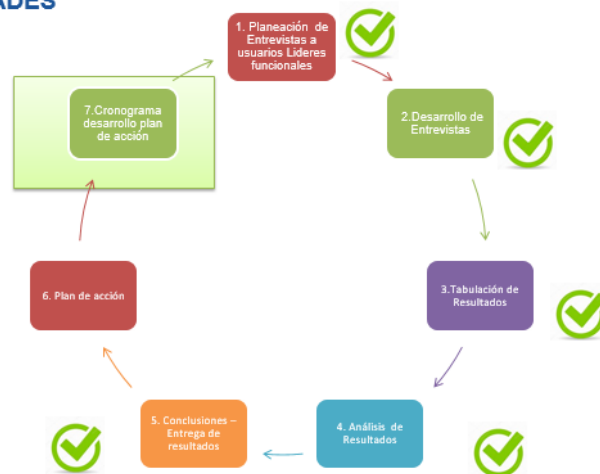 1. Planeación de
Entrevistas a
usuarios Lideres
funcionales
2.Desarrollo de
Entrevistas
3.Tabulación de
Resultados
4. Análisis de
Resultados
5. Conclusiones –
Entrega de
resultados
6. Plan de acción
7.Cronograma
desarrollo plan
de acción